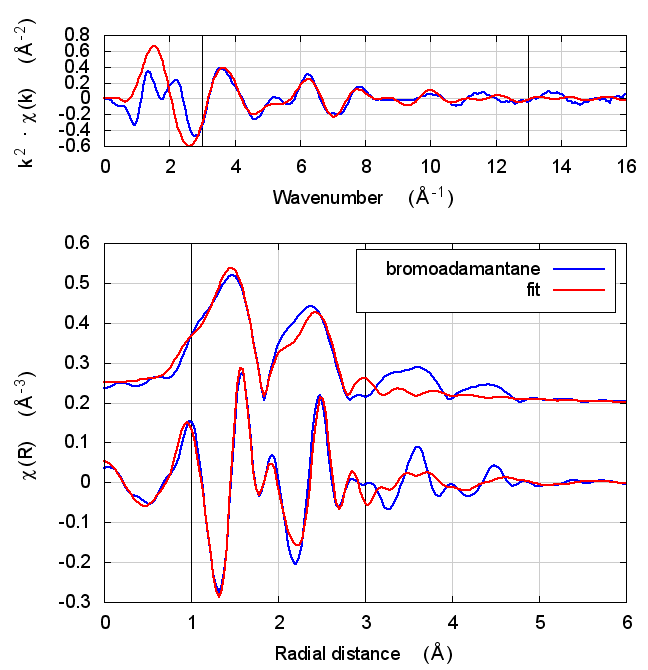 k² · χ(k) (Å⁻²)
0.8
0.6
0.4
0.2
0
-0.2
-0.4
-0.6
0 2 4 6 8 10 12 14 16
Wavenumber (Å⁻¹)
χ(R) (Å⁻³)
0.6
0.5
0.4
0.3
0.2
0.1
0
-0.1
-0.2
-0.3
bromoadamantane
fit
0 1 2 3 4 5 6
Radial distance (Å)